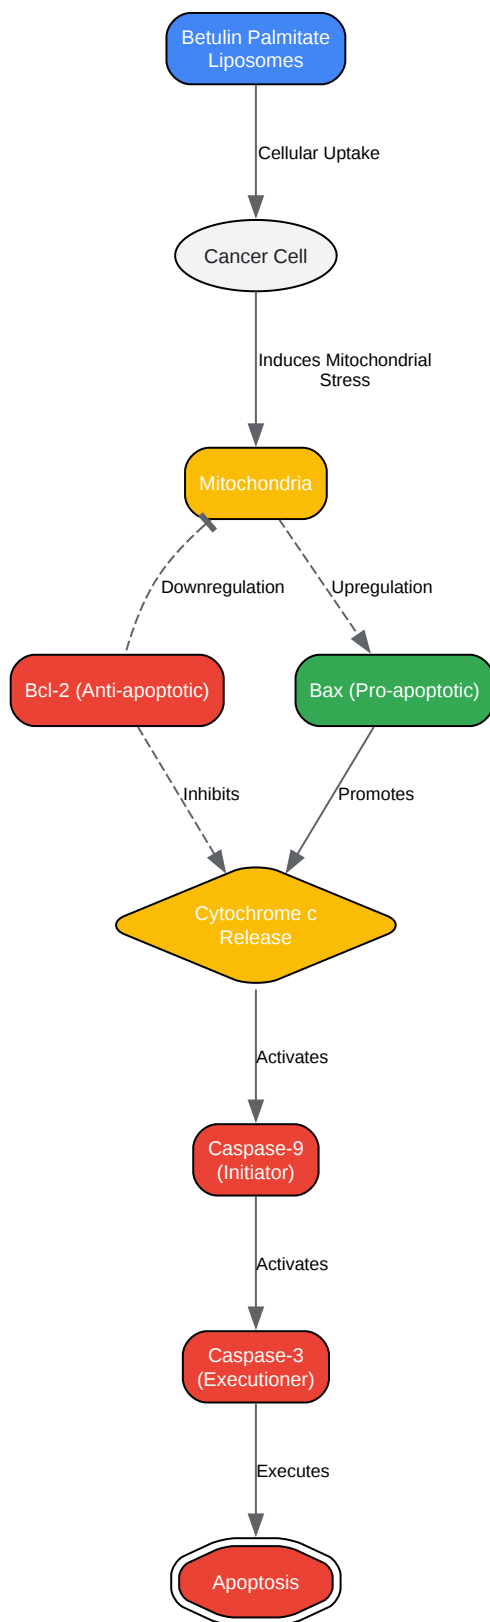 Betulin Palmitate
Liposomes
Cellular Uptake
Cancer Cell
Induces Mitochondrial
Stress
Mitochondria
Downregulation
Upregulation
Bcl-2 (Anti-apoptotic)
Bax (Pro-apoptotic)
Inhibits
Promotes
Cytochrome c
Release
Activates
Caspase-9
(Initiator)
Activates
Caspase-3
(Executioner)
Executes
Apoptosis